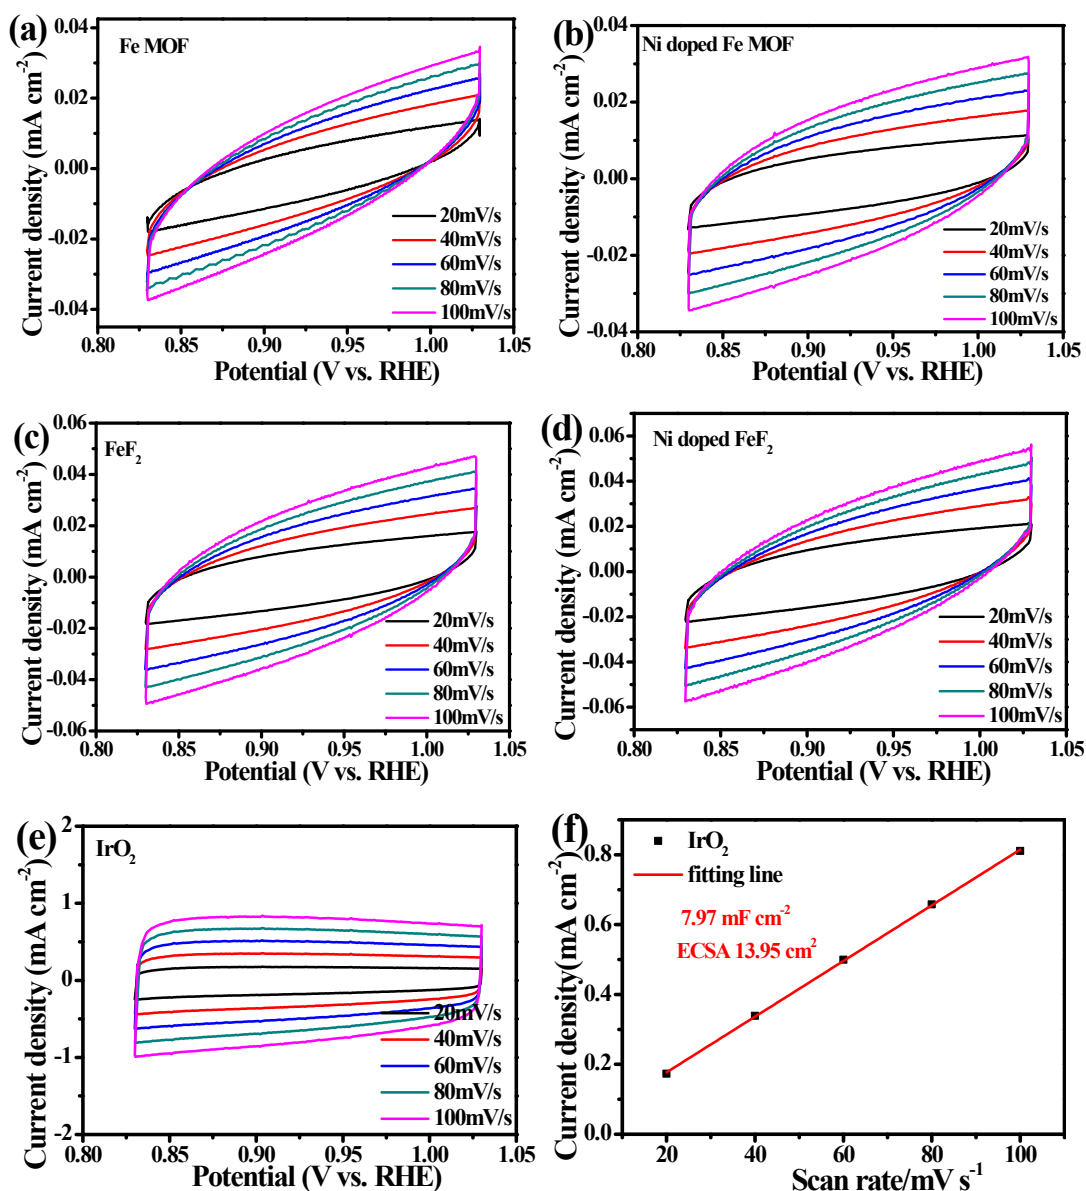 (a)
Fe MOF
Current density (mA cm-2)
0.04
0.02
0.00
-0.02
-0.04
20mV/s
40mV/s
60mV/s
80mV/s
100mV/s
0.80 0.85 0.90 0.95 1.00 1.05
Potential (V vs. RHE)
(b)
Ni doped Fe MOF
Current density (mA cm-2)
0.04
0.02
0.00
-0.02
-0.04
20mV/s
40mV/s
60mV/s
80mV/s
100mV/s
0.80 0.85 0.90 0.95 1.00 1.05
Potential (V vs. RHE)
(c)
FeF2
Current density (mA cm-2)
0.06
0.04
0.02
0.00
-0.02
-0.04
-0.06
20mV/s
40mV/s
60mV/s
80mV/s
100mV/s
0.80 0.85 0.90 0.95 1.00 1.05
Potential (V vs. RHE)
(d)
Ni doped FeF2
Current density (mA cm-2)
0.06
0.04
0.02
0.00
-0.02
-0.04
-0.06
20mV/s
40mV/s
60mV/s
80mV/s
100mV/s
0.80 0.85 0.90 0.95 1.00 1.05
Potential (V vs. RHE)
(e)
IrO2
Current density (mA cm-2)
2
1
0
-1
-2
20mV/s
40mV/s
60mV/s
80mV/s
100mV/s
0.80 0.85 0.90 0.95 1.00 1.05
Potential (V vs. RHE)
(f)
IrO2
fitting line
7.97 mF cm-2
ECSA 13.95 cm2
Current density(mA cm-2)
0.8
0.6
0.4
0.2
0.0
20 40 60 80 100
Scan rate/mV s-1